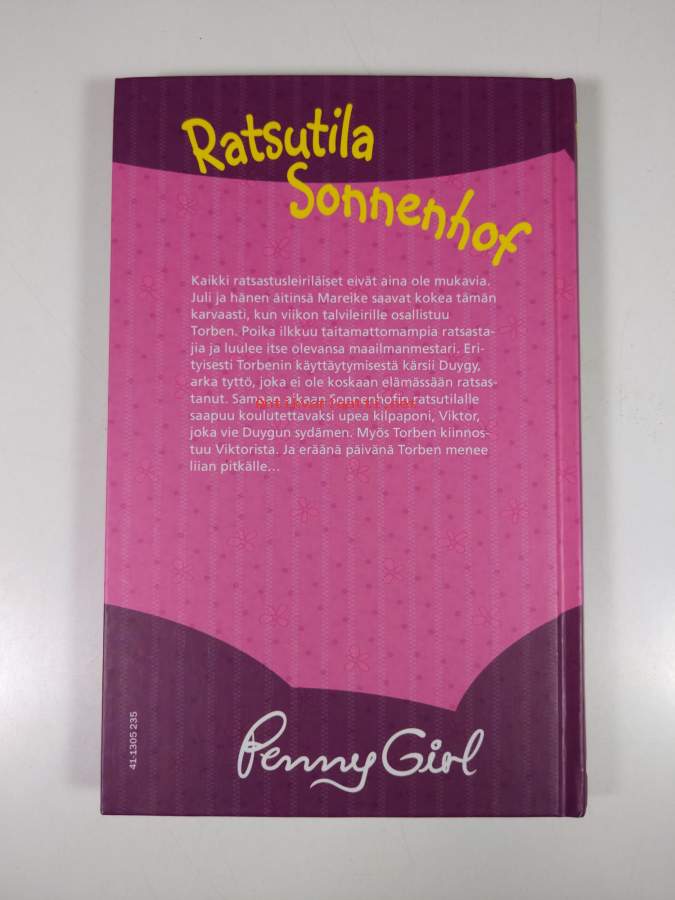 Ratsutila
Sonnenhof
Kaikki ratsastusleiriläiset eivät aina ole mukavia.
Juli ja hänen äitinsä Mareike saavat kokea tämän
karvaasti, kun viikon talvileirille osallistuu
Torben. Poika ilkkuu taitamattomampia ratsasta-
jia ja luulee itse olevansa maailmanmestari. Eri-
tyisesti Torbenin käyttäytymisestä kärsii Duygy,
arka tyttö, joka ei ole koskaan elämässään ratsas-
tanut. Samaan aikaan Sonnenhofin ratsutilalle
saapuu koulutettavaksi upea kilpaponi, Viktor,
joka vie Duygun sydämen. Myös Torben kiinnos-
tuu Viktorista. Ja eräänä päivänä Torben menee
liian pitkälle...
41-1305 235
Penny Girl